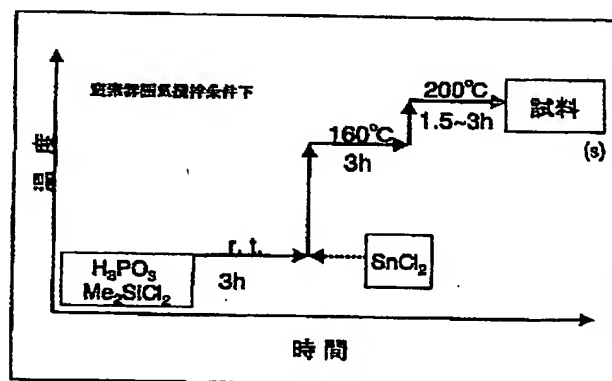 窒素雰囲気撹拌条件下
200°C
1.5~3h
試料
(s)
160°C
3h
温度
r.t.
3h
SnCl₂
H₃PO₃
Me₂SiCl₂
時間